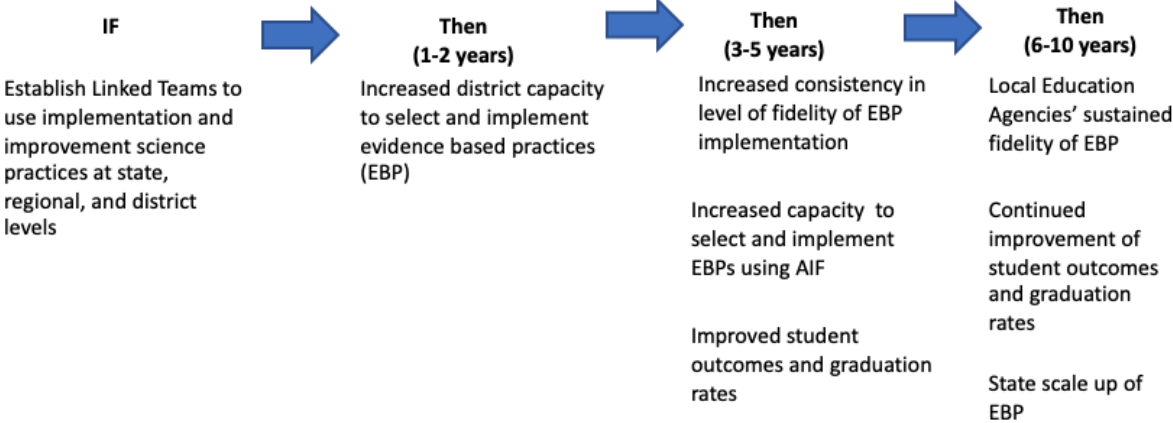 IF
Establish Linked Teams to
use implementation and
improvement science
practices at state,
regional, and district
levels
Then
(1-2 years)
Increased district capacity
to select and implement
evidence based practices
(EBP)
Then
(3-5 years)
Increased consistency in
level of fidelity of EBP
implementation
Increased capacity to
select and implement
EBPs using AIF
Improved student
outcomes and graduation
rates
Then
(6-10 years)
Local Education
Agencies’ sustained
fidelity of EBP
Continued
improvement of
student outcomes
and graduation
rates
State scale up of
EBP